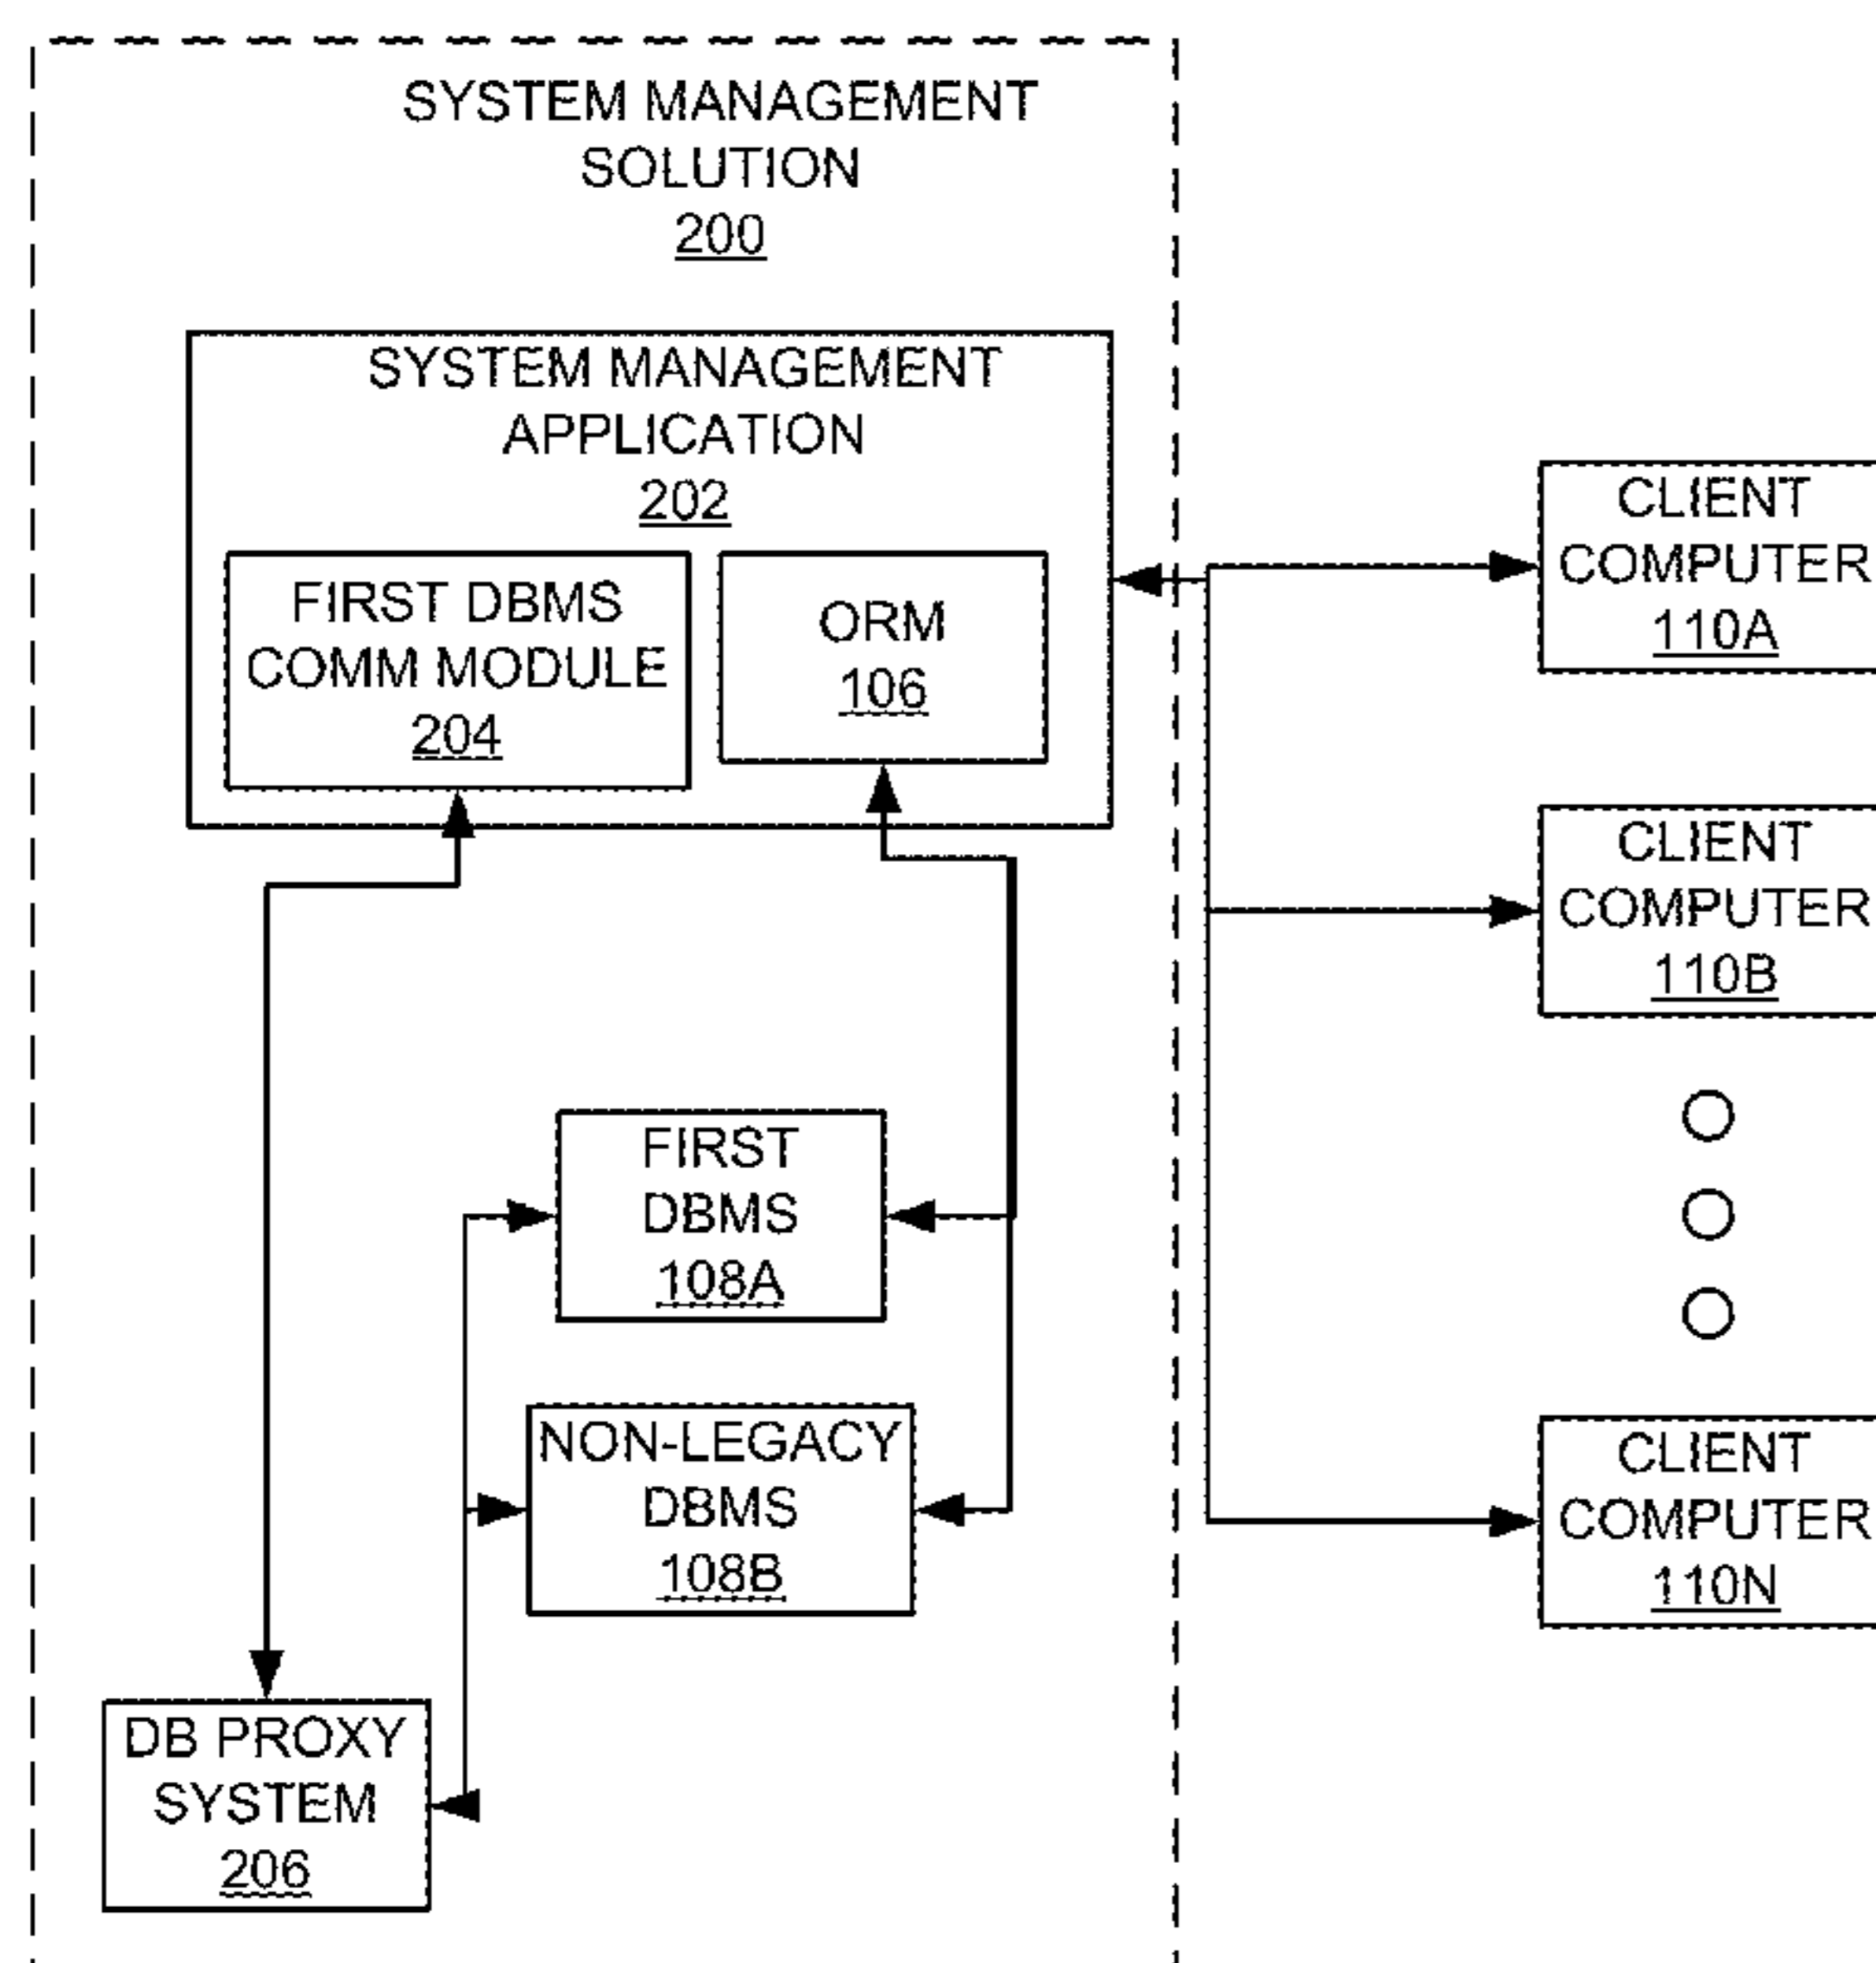 SYSTEM MANAGEMENT
SOLUTION
200
SYSTEM MANAGEMENT
APPLICATION
202
FIRST DBMS
COMM MODULE
204
ORM
106
CLIENT
COMPUTER
110A
CLIENT
COMPUTER
110B
FIRST
DBMS
108A
NON-LEGACY
DBMS
108B
CLIENT
COMPUTER
110N
DB PROXY
SYSTEM
206